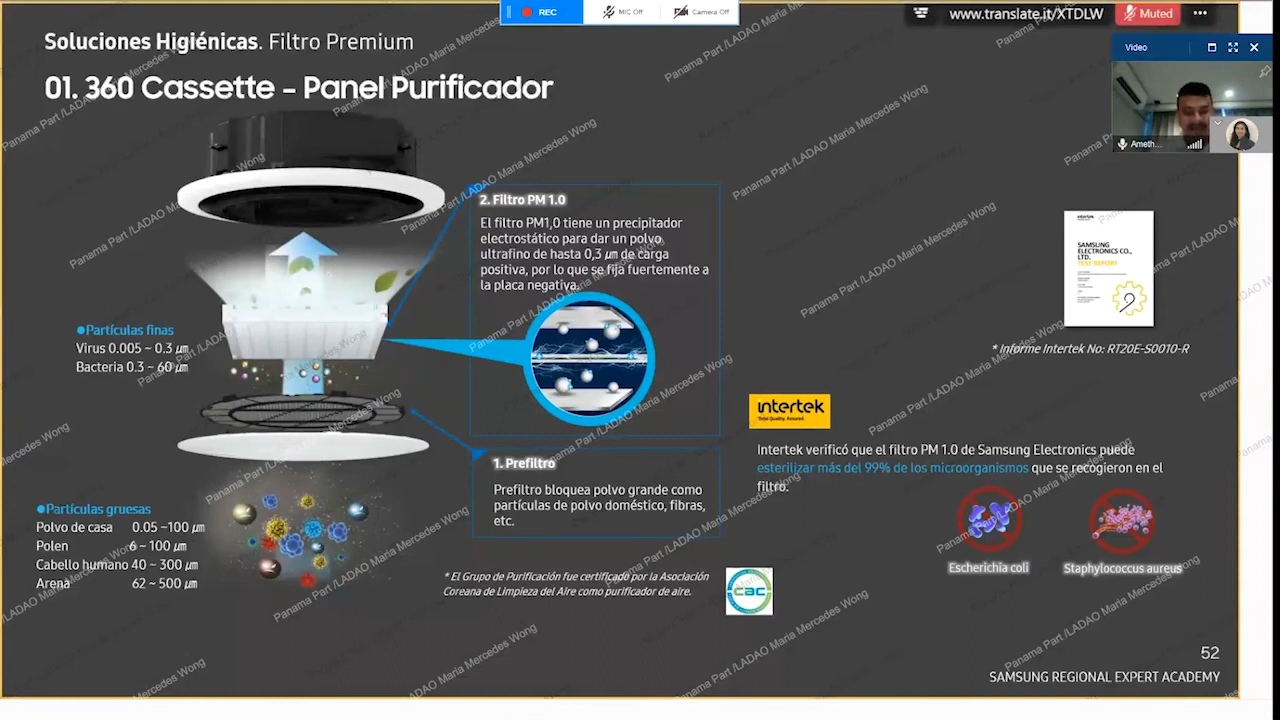 REC
MIC Off
Camera Off
www.translate.it/XTDLW
Muted
Video
Ameth...
Soluciones Higiénicas. Filtro Premium
01. 360 Cassette – Panel Purificador
2. Filtro PM 1.0
El filtro PM1,0 tiene un precipitador
electrostático para dar un polvo
ultrafino de hasta 0,3 ㎛ de carga
positiva, por lo que se fija fuertemente a
la placa negativa.
●Partículas finas
Virus 0.005 ~ 0.3 ㎛
Bacteria 0.3 ~ 60 ㎛
1. Prefiltro
Prefiltro bloquea polvo grande como
partículas de polvo doméstico, fibras,
etc.
●Partículas gruesas
Polvo de casa 0.05 ~100 ㎛
Polen 6 ~ 100 ㎛
Cabello humano 40 ~ 300 ㎛
Arena 62 ~ 500 ㎛
* El Grupo de Purificación fue certificado por la Asociación
Coreana de Limpieza del Aire como purificador de aire.
cac
intertek
SAMSUNG
ELECTRONICS CO.,
LTD.
TEST REPORT
* Informe Intertek No: RT20E-S0010-R
intertek
Total Quality. Assured.
Intertek verificó que el filtro PM 1.0 de Samsung Electronics puede
esterilizar más del 99% de los microorganismos que se recogieron en el
filtro.
Escherichia coli
Staphylococcus aureus
52
SAMSUNG REGIONAL EXPERT ACADEMY
Panama Part /LADAO Maria Mercedes Wong